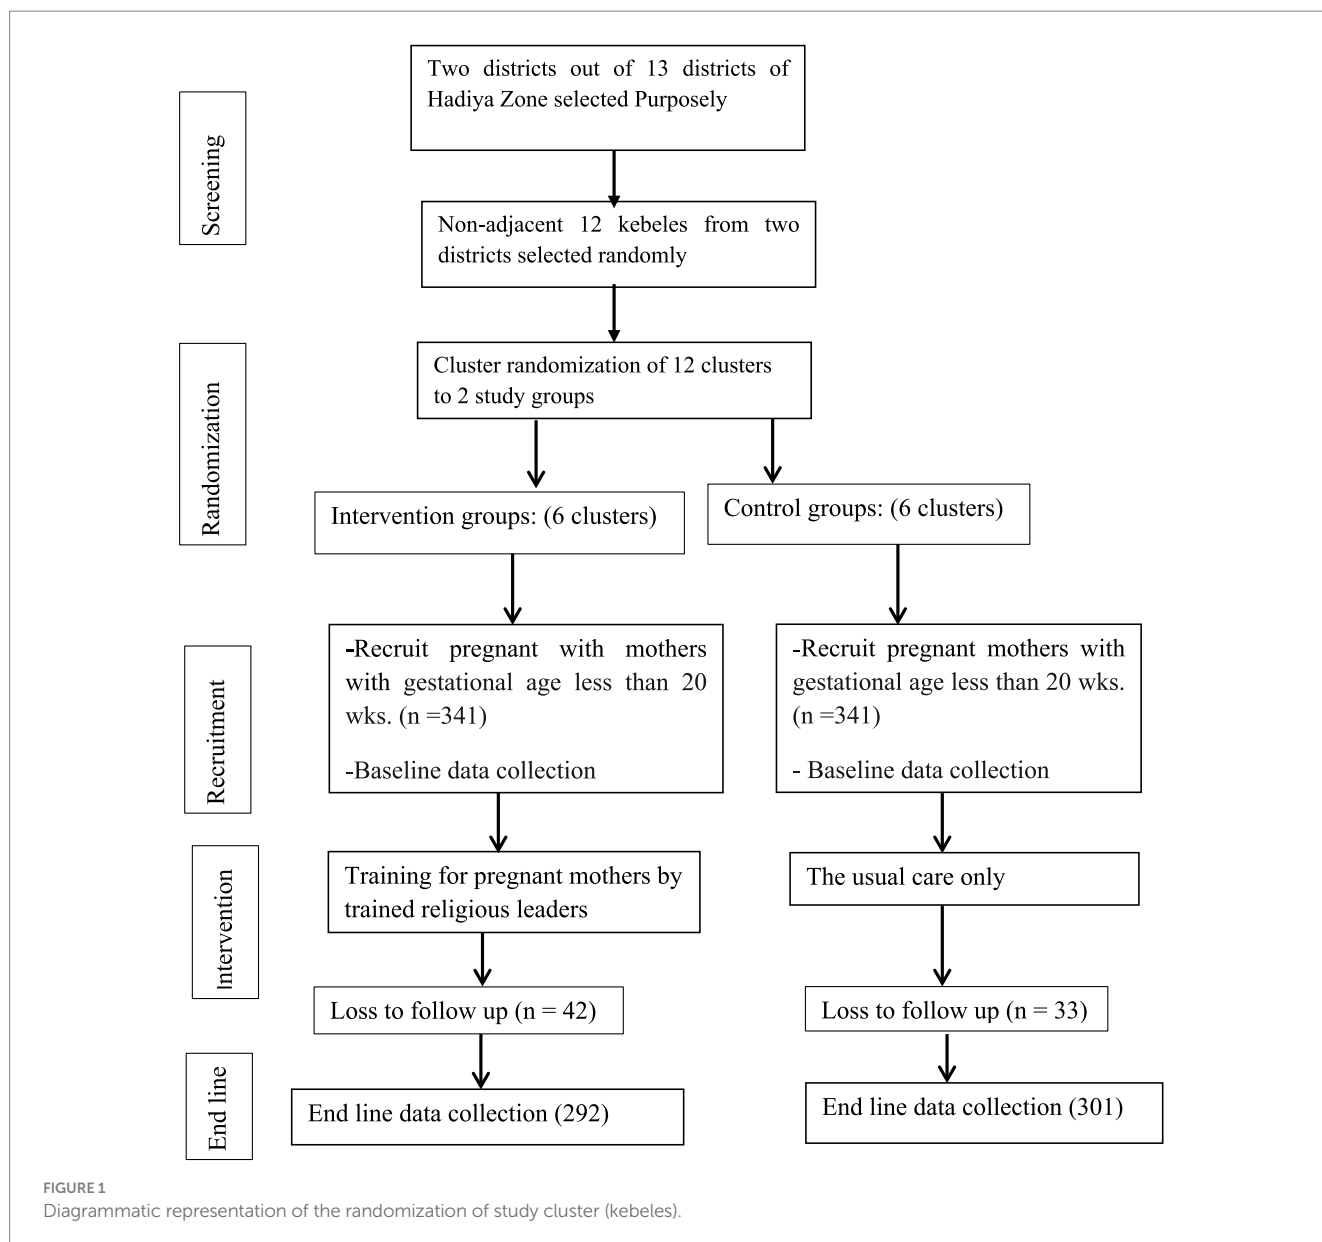 Screening
Two districts out of 13 districts of
Hadiya Zone selected Purposely
Non-adjacent 12 kebeles from two
districts selected randomly
Randomization
Cluster randomization of 12 clusters
to 2 study groups
Intervention groups: (6 clusters)
Control groups: (6 clusters)
Recruitment
-Recruit pregnant with mothers
with gestational age less than 20
wks. (n =341)
-Baseline data collection
-Recruit pregnant mothers with
gestational age less than 20 wks.
(n =341)
- Baseline data collection
Intervention
Training for pregnant mothers by
trained religious leaders
The usual care only
Loss to follow up (n = 42)
Loss to follow up (n = 33)
End line
End line data collection (292)
End line data collection (301)
FIGURE 1
Diagrammatic representation of the randomization of study cluster (kebeles).